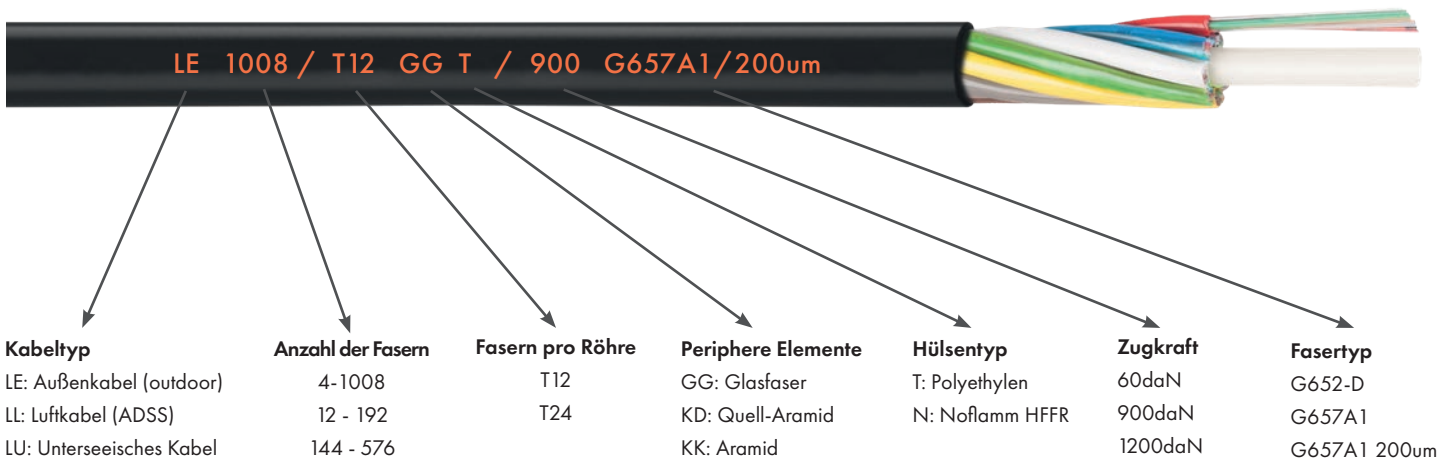 LE 1008 / T12 GG T / 900 G657A1/200um
Kabeltyp
LE: Außenkabel (outdoor)
LL: Luftkabel (ADSS)
LU: Unterseeisches Kabel
Anzahl der Fasern
4-1008
12 - 192
144 - 576
Fasern pro Röhre
T12
T24
Periphere Elemente
GG: Glasfaser
KD: Quell-Aramid
KK: Aramid
Hülsentyp
T: Polyethylen
N: Noflamm HFFR
Zugkraft
60daN
900daN
1200daN
Fasertyp
G652-D
G657A1
G657A1 200um